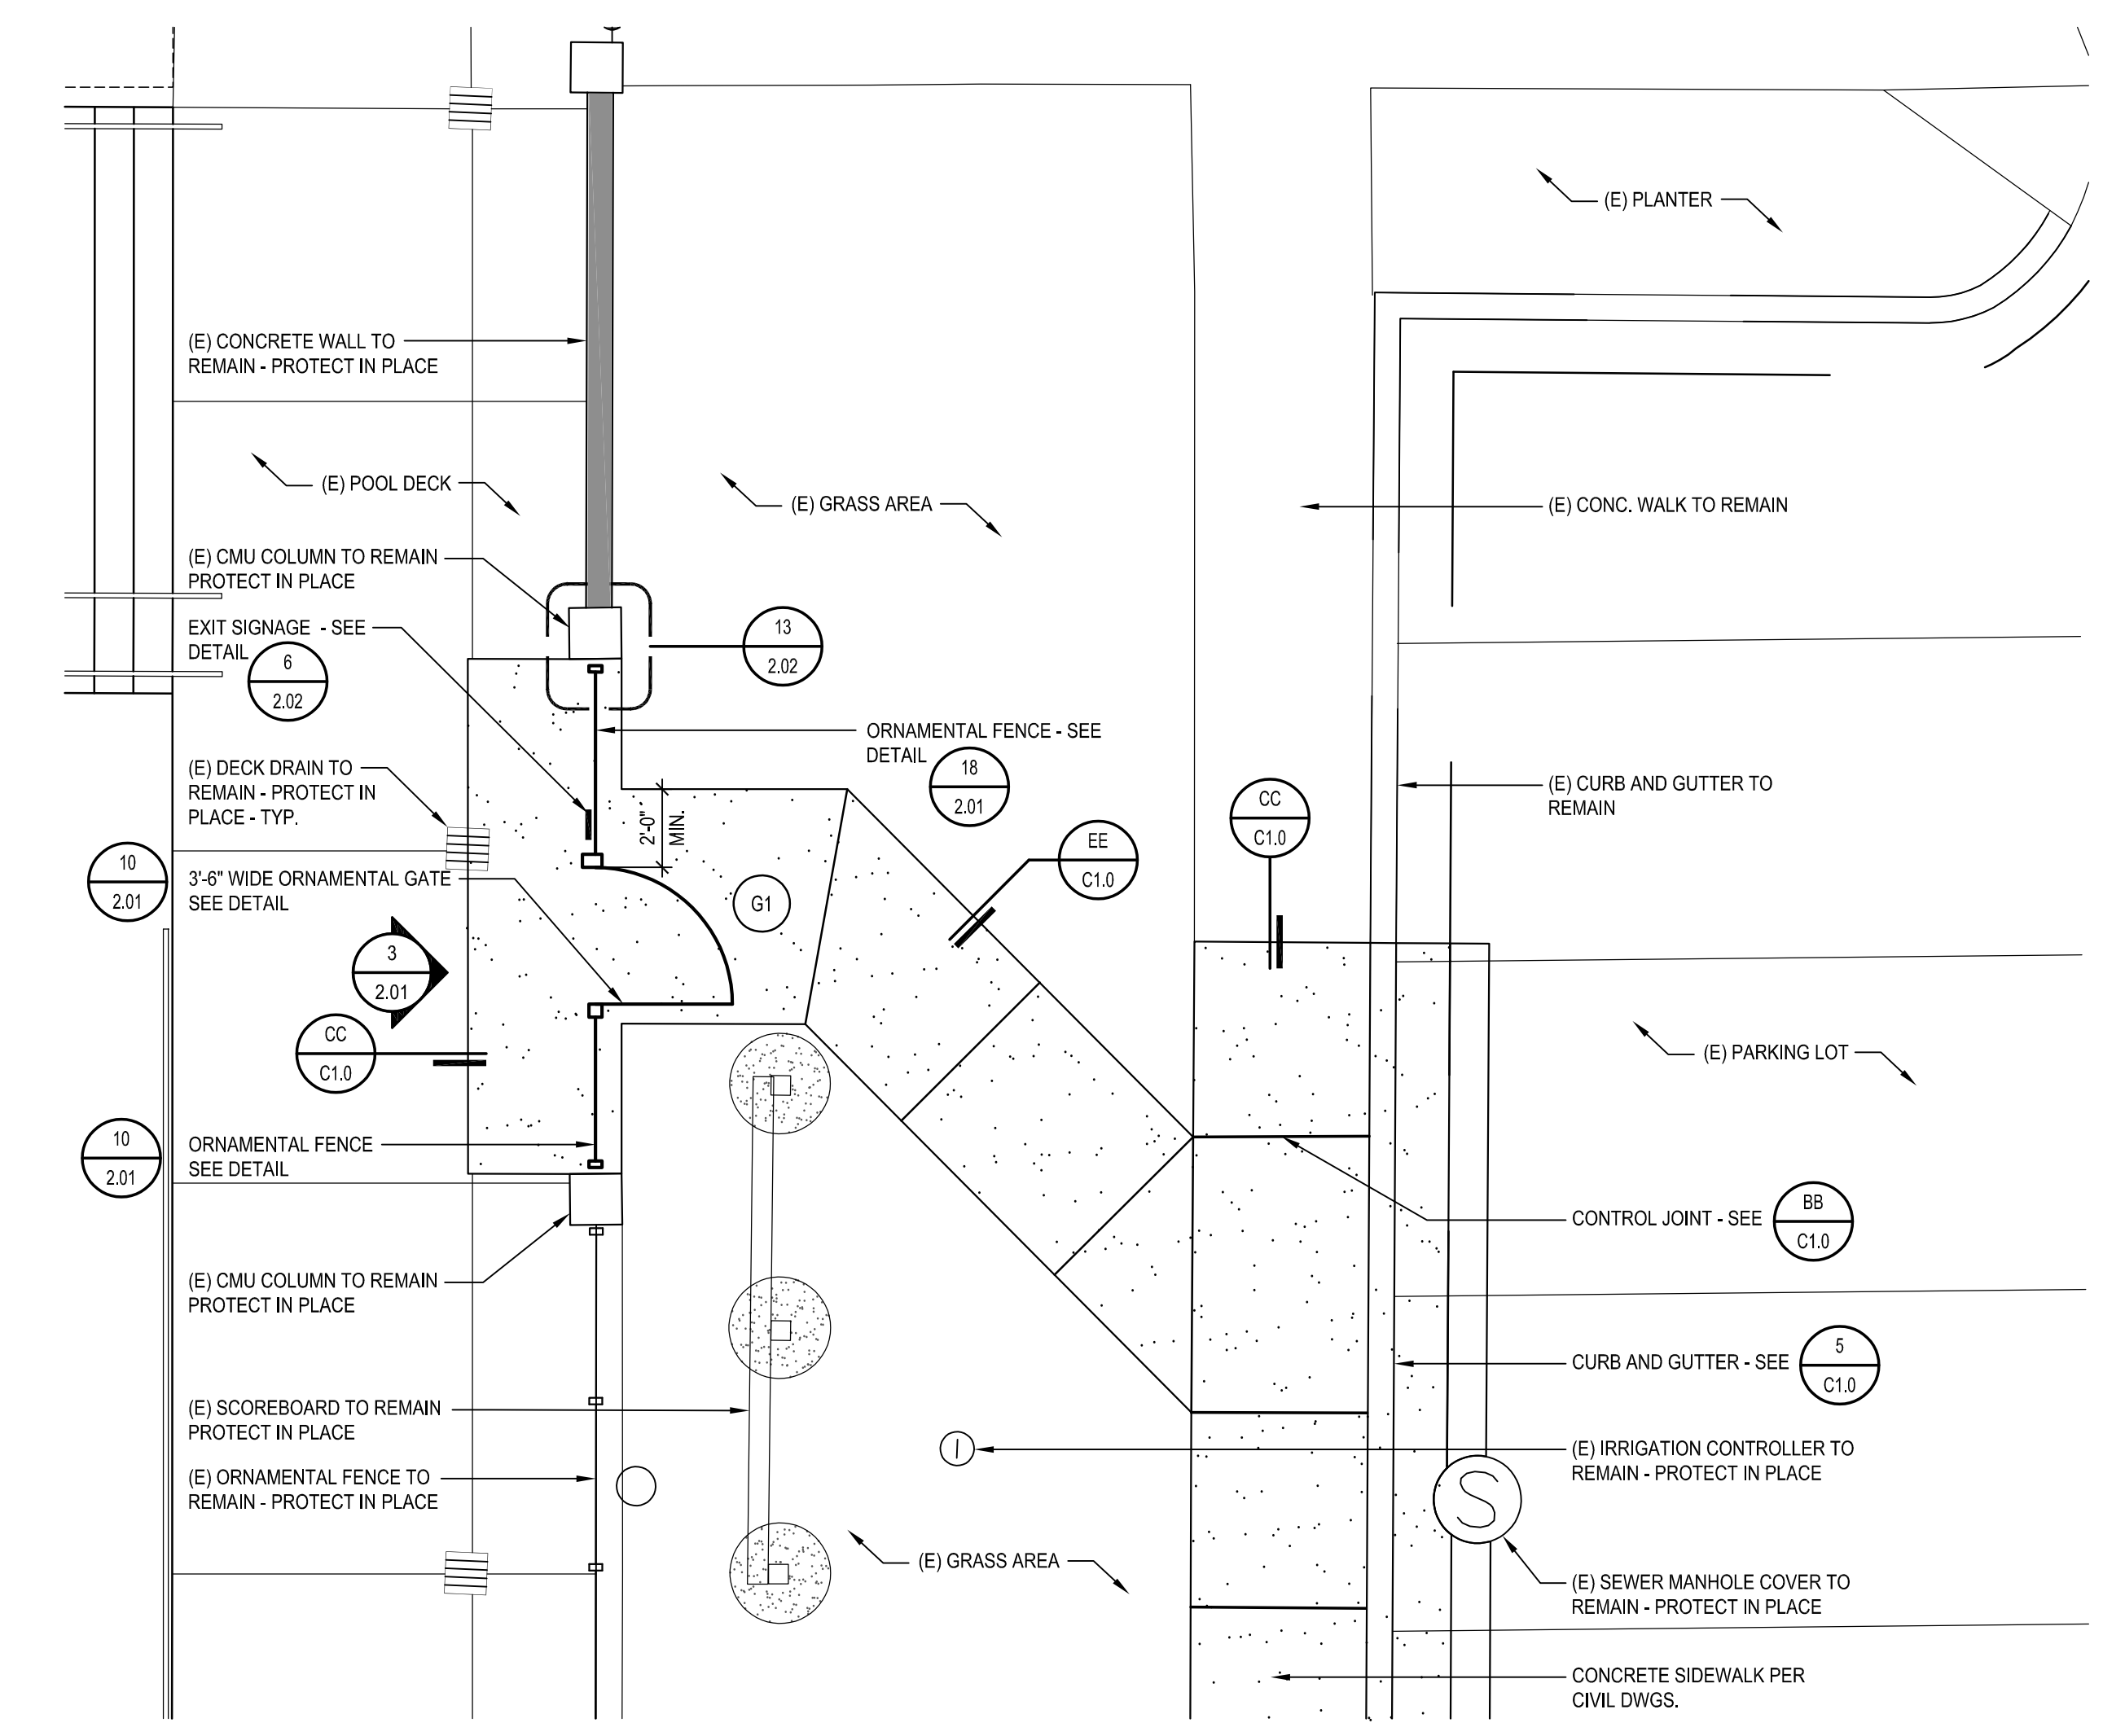 (E) PLANTER
(E) CONCRETE WALL TO
REMAIN - PROTECT IN PLACE
(E) POOL DECK
(E) GRASS AREA
(E) CONC. WALK TO REMAIN
(E) CMU COLUMN TO REMAIN
PROTECT IN PLACE
EXIT SIGNAGE - SEE
DETAIL
6
2.02
13
2.02
ORNAMENTAL FENCE - SEE
DETAIL
18
2.01
(E) DECK DRAIN TO
REMAIN - PROTECT IN
PLACE - TYP.
2'-0"
MIN.
CC
C1.0
(E) CURB AND GUTTER TO
REMAIN
EE
C1.0
10
2.01
3'-6" WIDE ORNAMENTAL GATE
SEE DETAIL
G1
3
2.01
CC
C1.0
(E) PARKING LOT
10
2.01
ORNAMENTAL FENCE
SEE DETAIL
CONTROL JOINT - SEE
BB
C1.0
(E) CMU COLUMN TO REMAIN
PROTECT IN PLACE
CURB AND GUTTER - SEE
5
C1.0
(E) SCOREBOARD TO REMAIN
PROTECT IN PLACE
I
(E) IRRIGATION CONTROLLER TO
REMAIN - PROTECT IN PLACE
(E) ORNAMENTAL FENCE TO
REMAIN - PROTECT IN PLACE
S
(E) GRASS AREA
(E) SEWER MANHOLE COVER TO
REMAIN - PROTECT IN PLACE
CONCRETE SIDEWALK PER
CIVIL DWGS.